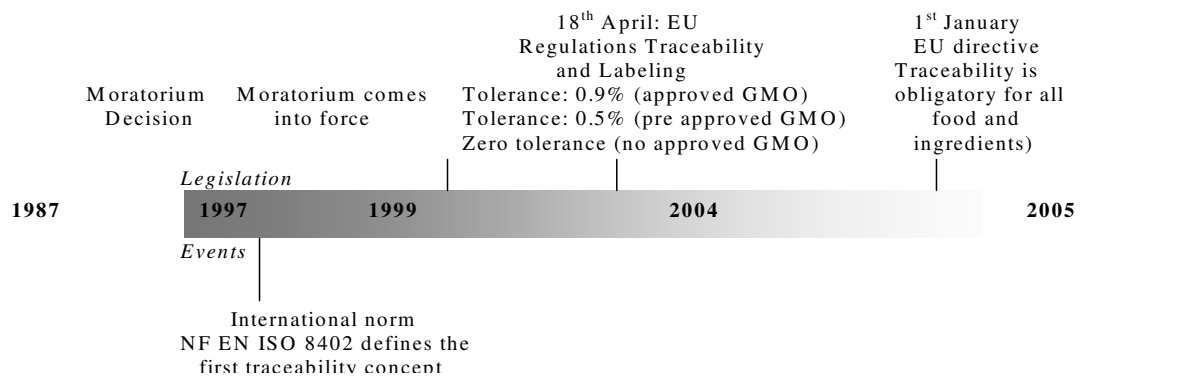 18th April: EU
Regulations Traceability
and Labeling
Tolerance: 0.9% (approved GMO)
Tolerance: 0.5% (pre approved GMO)
Zero tolerance (no approved GMO)
1st January
EU directive
Traceability is
obligatory for all
food and
ingredients)
Moratorium
Decision
Moratorium comes
into force
Legislation
1987 1997 1999 2004 2005
Events
International norm
NF EN ISO 8402 defines the
first traceability concept